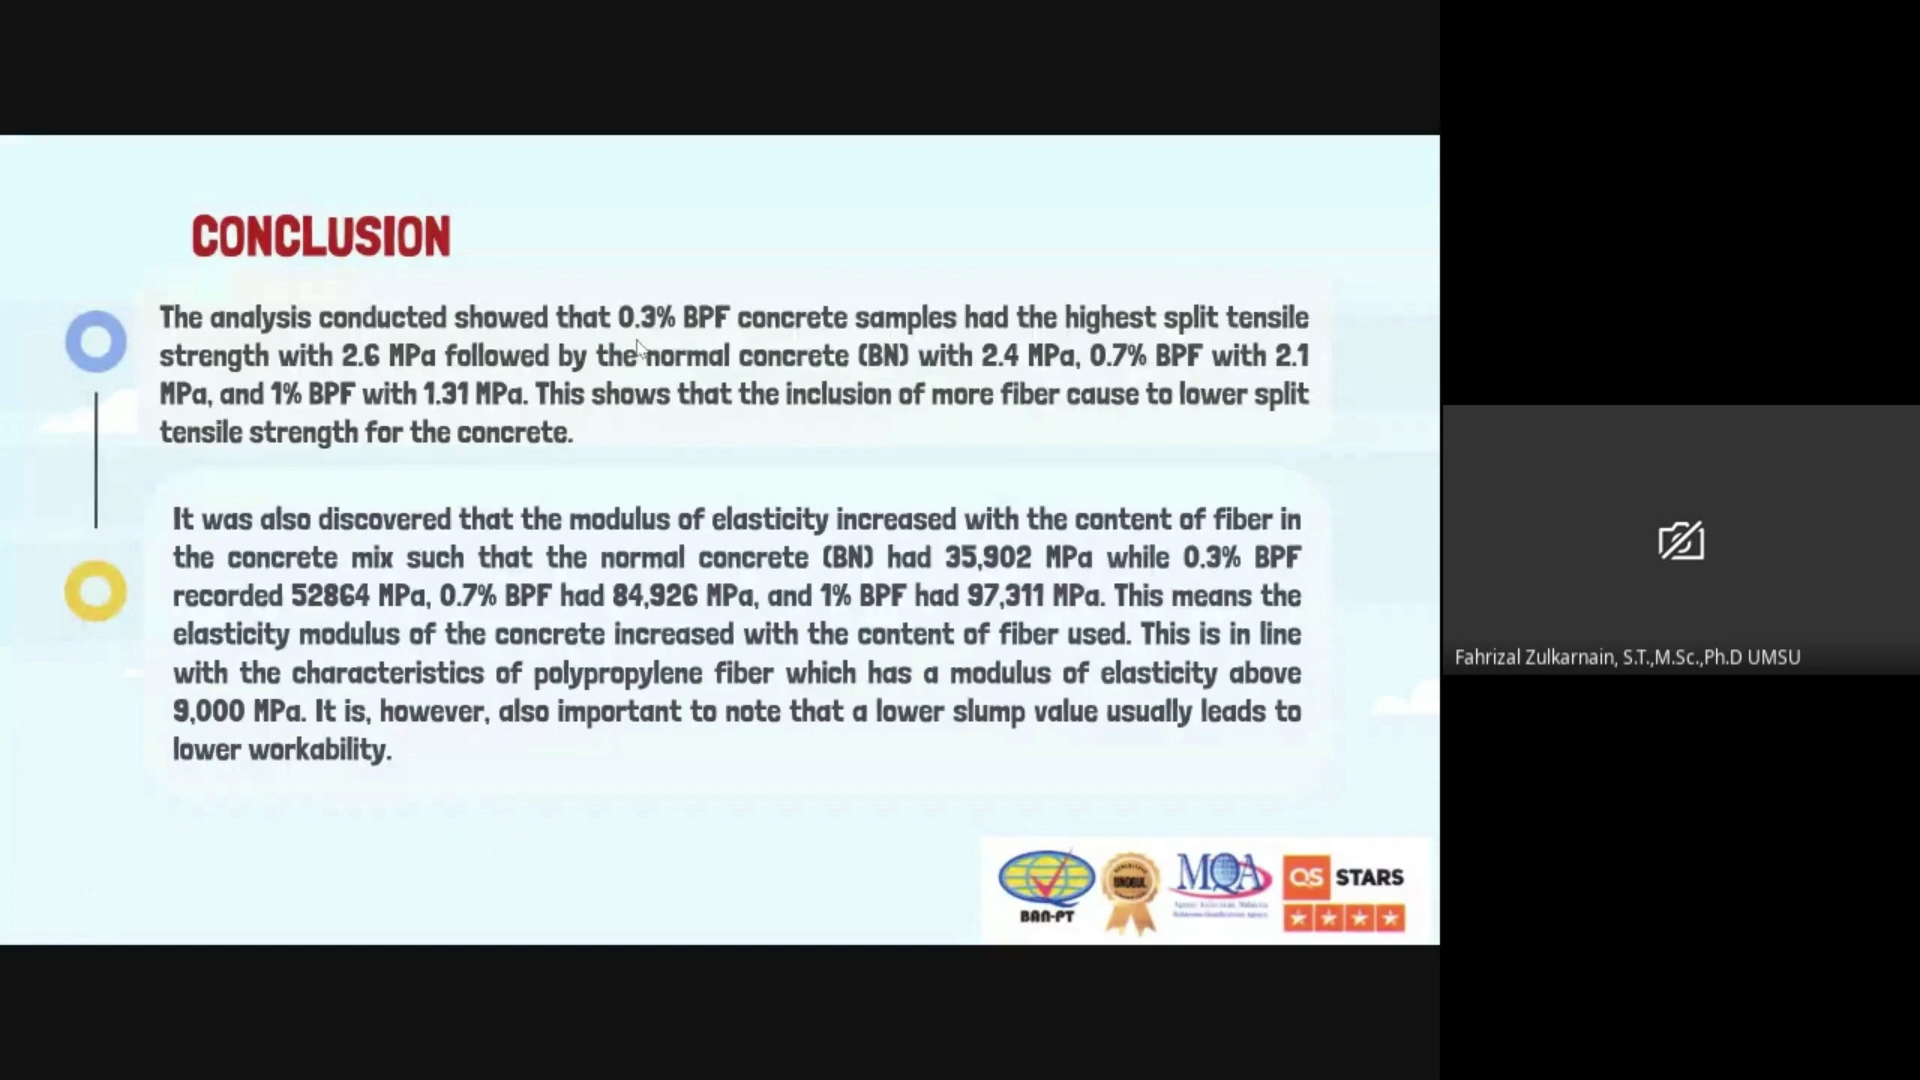 CONCLUSION
The analysis conducted showed that 0.3% BPF concrete samples had the highest split tensile
strength with 2.6 MPa followed by the normal concrete (BN) with 2.4 MPa, 0.7% BPF with 2.1
MPa, and 1% BPF with 1.31 MPa. This shows that the inclusion of more fiber cause to lower split
tensile strength for the concrete.
It was also discovered that the modulus of elasticity increased with the content of fiber in
the concrete mix such that the normal concrete (BN) had 35,902 MPa while 0.3% BPF
recorded 52864 MPa, 0.7% BPF had 84,926 MPa, and 1% BPF had 97,311 MPa. This means the
elasticity modulus of the concrete increased with the content of fiber used. This is in line
with the characteristics of polypropylene fiber which has a modulus of elasticity above
9,000 MPa. It is, however, also important to note that a lower slump value usually leads to
lower workability.
Fahrizal Zulkarnain, S.T.,M.Sc.,Ph.D UMSU
BAN-PT
UNGGUL
MQA
QS STARS